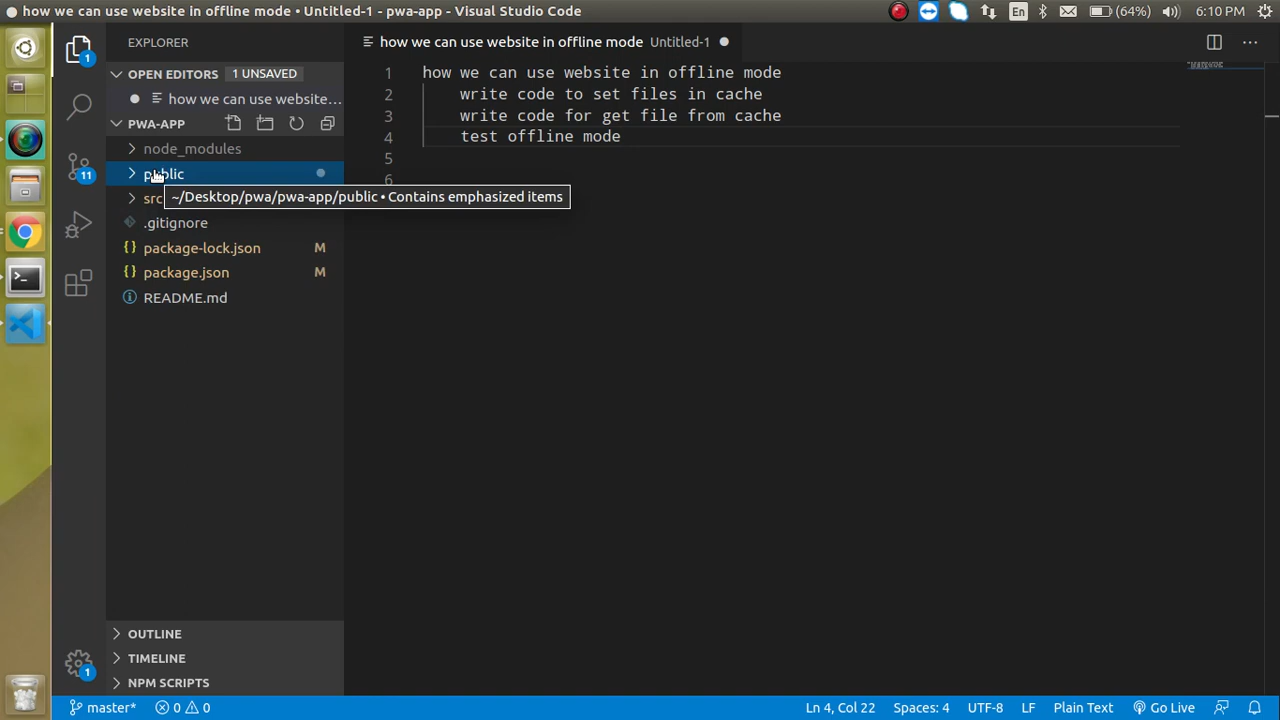 how we can use website in offline mode • Untitled-1 - pwa-app - Visual Studio Code
En
(64%)
6:10 PM
EXPLORER
how we can use website in offline mode Untitled-1
OPEN EDITORS 1 UNSAVED
how we can use website...
PWA-APP
node_modules
public
~/Desktop/pwa/pwa-app/public • Contains emphasized items
src
.gitignore
package-lock.json M
package.json M
README.md
1 how we can use website in offline mode
2 write code to set files in cache
3 write code for get file from cache
4 test offline mode
5
6
1
11
OUTLINE
TIMELINE
NPM SCRIPTS
1
master* 0 0
Ln 4, Col 22 Spaces: 4 UTF-8 LF Plain Text Go Live